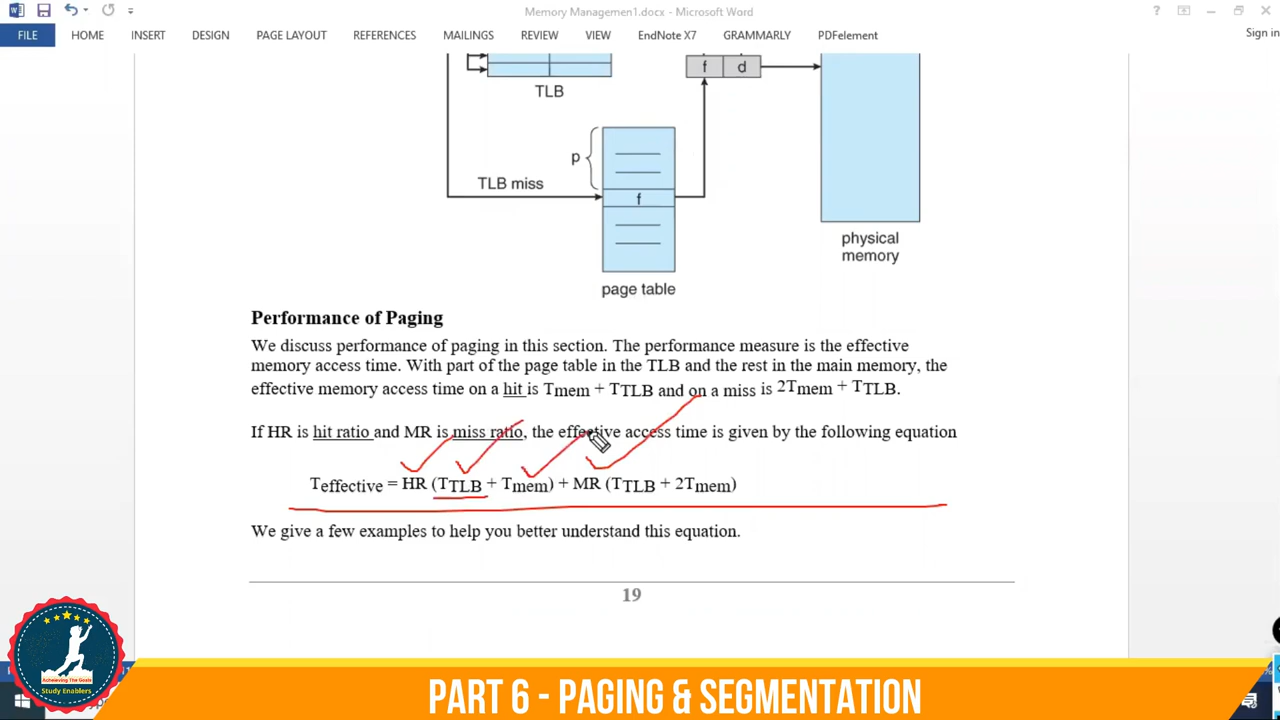 Memory Managemen1.docx - Microsoft Word
FILE HOME INSERT DESIGN PAGE LAYOUT REFERENCES MAILINGS REVIEW VIEW EndNote X7 GRAMMARLY PDFelement Sign in
f d
TLB
p
TLB miss
f
physical
memory
page table
Performance of Paging
We discuss performance of paging in this section. The performance measure is the effective
memory access time. With part of the page table in the TLB and the rest in the main memory, the
effective memory access time on a hit is Tmem + TTLB and on a miss is 2Tmem + TTLB.
If HR is hit ratio and MR is miss ratio, the effective access time is given by the following equation
Teffective = HR (TTLB + Tmem) + MR (TTLB + 2Tmem)
We give a few examples to help you better understand this equation.
19
Achieveing The Goals
Study Enablers
PART 6 - PAGING & SEGMENTATION